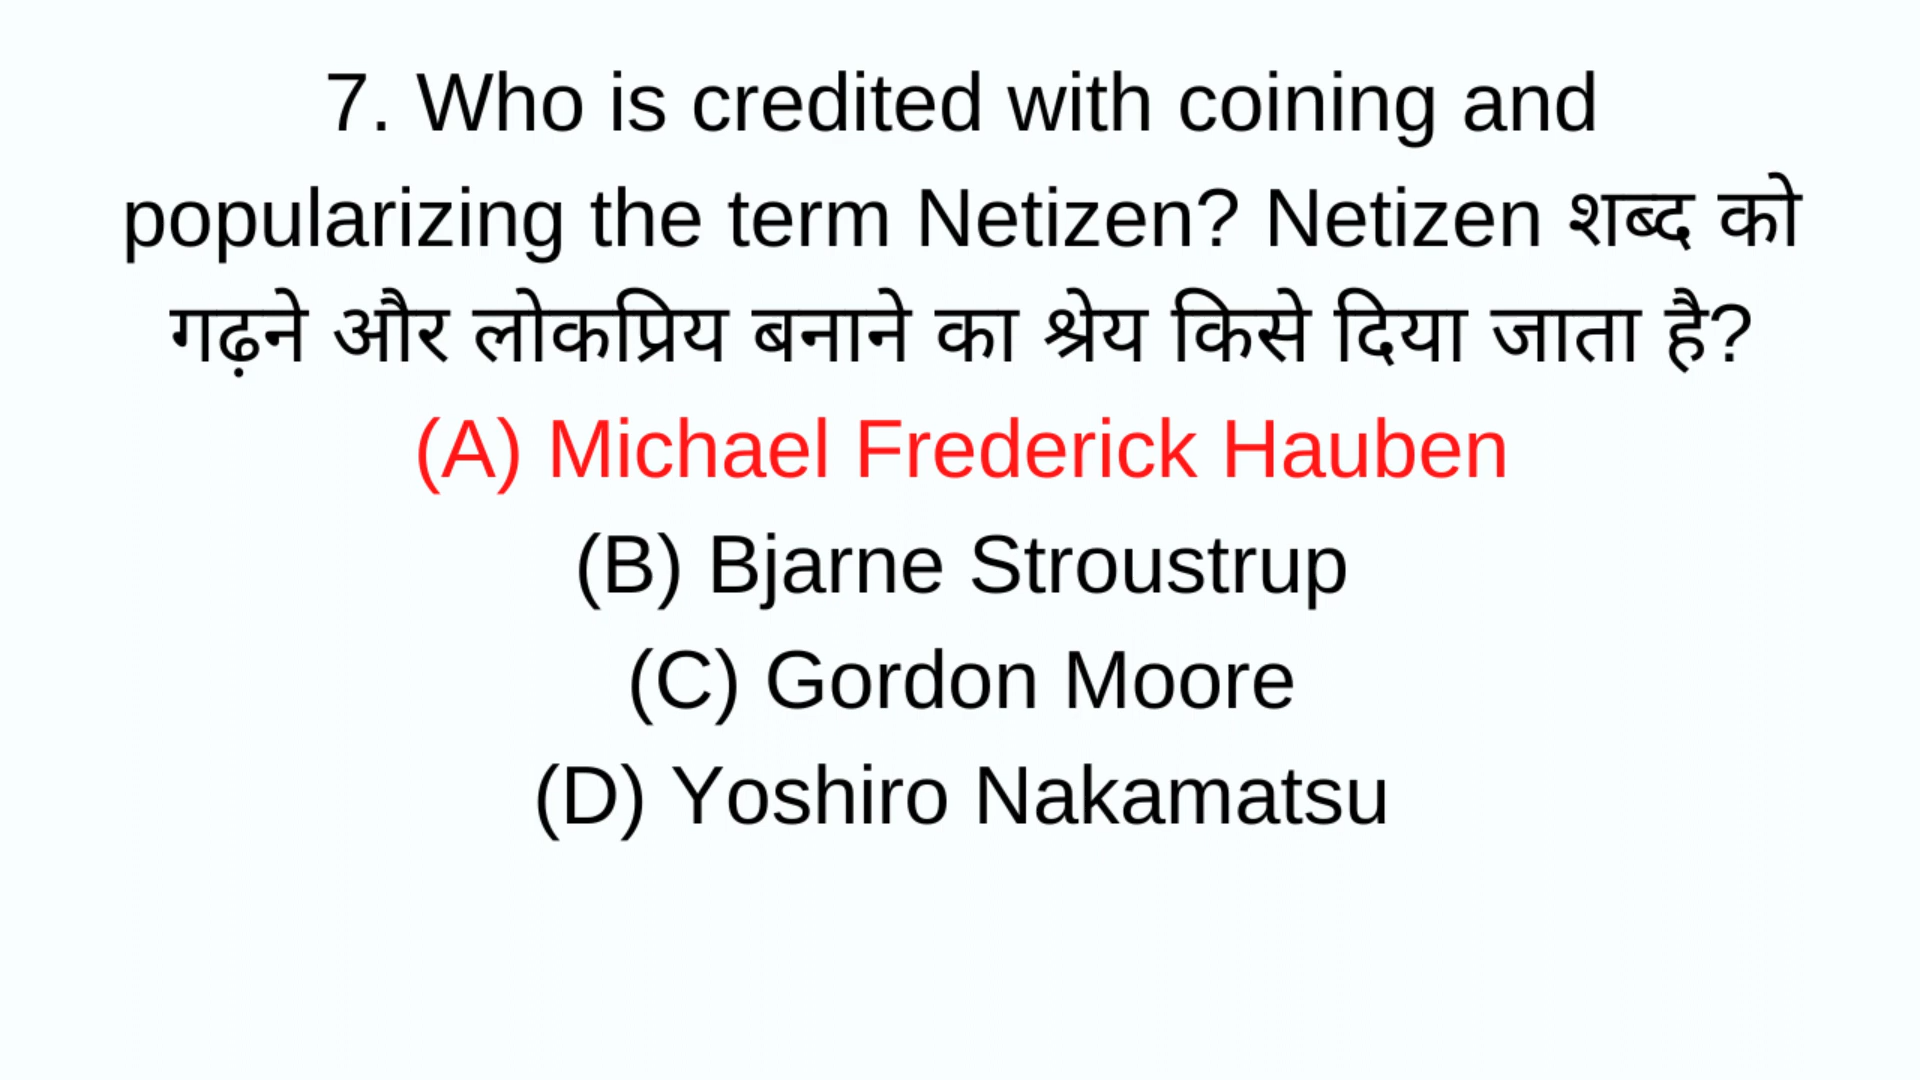 7. Who is credited with coining and
popularizing the term Netizen? Netizen शब्द को
गढ़ने और लोकप्रिय बनाने का श्रेय किसे दिया जाता है?
(A) Michael Frederick Hauben
(B) Bjarne Stroustrup
(C) Gordon Moore
(D) Yoshiro Nakamatsu